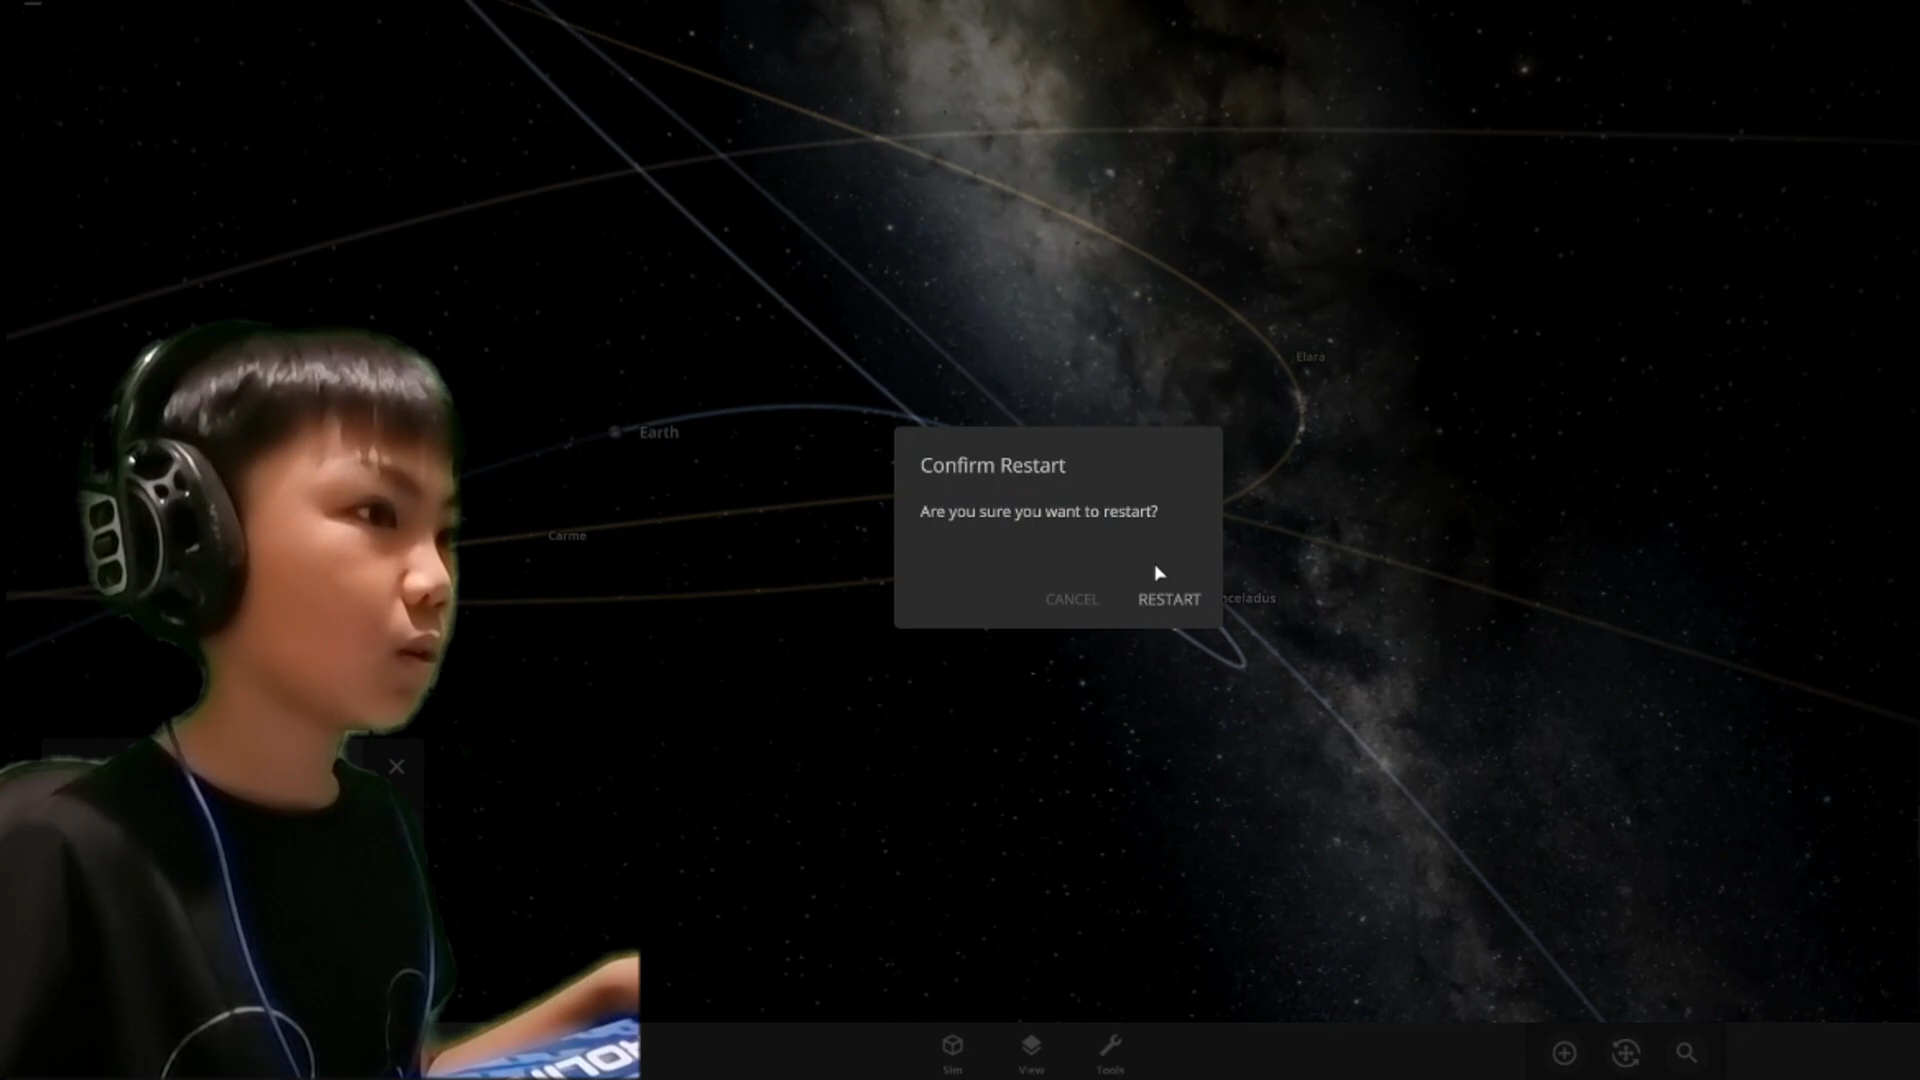 Elara
Earth
Confirm Restart
Are you sure you want to restart?
Carme
CANCEL
RESTART
nceladus
Sim
View
Tools